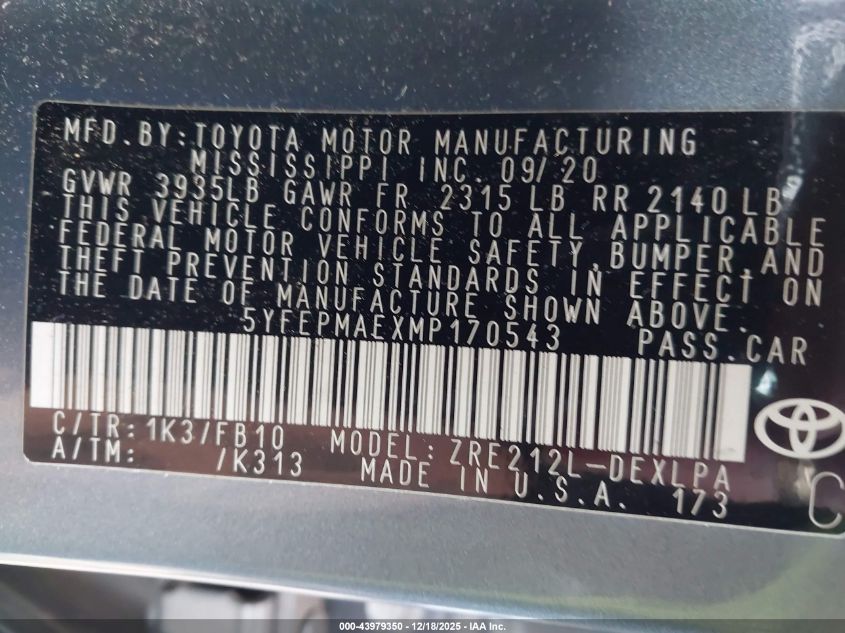 MFD.BY:TOYOTA MOTOR MANUFACTURING
MISSISSIPPI INC. 09/20
GVWR 3935LB GAWR FR 2315 LB RR 2140 LB
THIS VEHICLE CONFORMS TO ALL APPLICABLE
FEDERAL MOTOR VEHICLE SAFETY, BUMPER, AND
THEFT PREVENTION STANDARDS IN EFFECT ON
THE DATE OF MANUFACTURE SHOWN ABOVE.
5YFEPMAEXMP170543 PASS.CAR
C/TR: 1K3/FB10 MODEL: ZRE212L-DEXLPA
A/TM: /K313 MADE IN U.S.A. 173
C
000-43979350 - 12/18/2025 - IAAI.COM